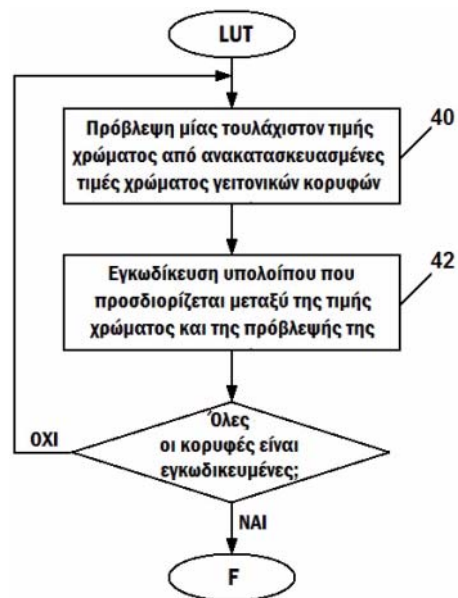 LUT
Πρόβλεψη μίας τουλάχιστον τιμής
χρώματος από ανακατασκευασμένες
τιμές χρώματος γειτονικών κορυφών
40
Εγκωδίκευση υπολοίπου που
προσδιορίζεται μεταξύ της τιμής
χρώματος και της πρόβλεψής της
42
Όλες
οι κορυφές είναι
εγκωδικευμένες;
ΟΧΙ
ΝΑΙ
F